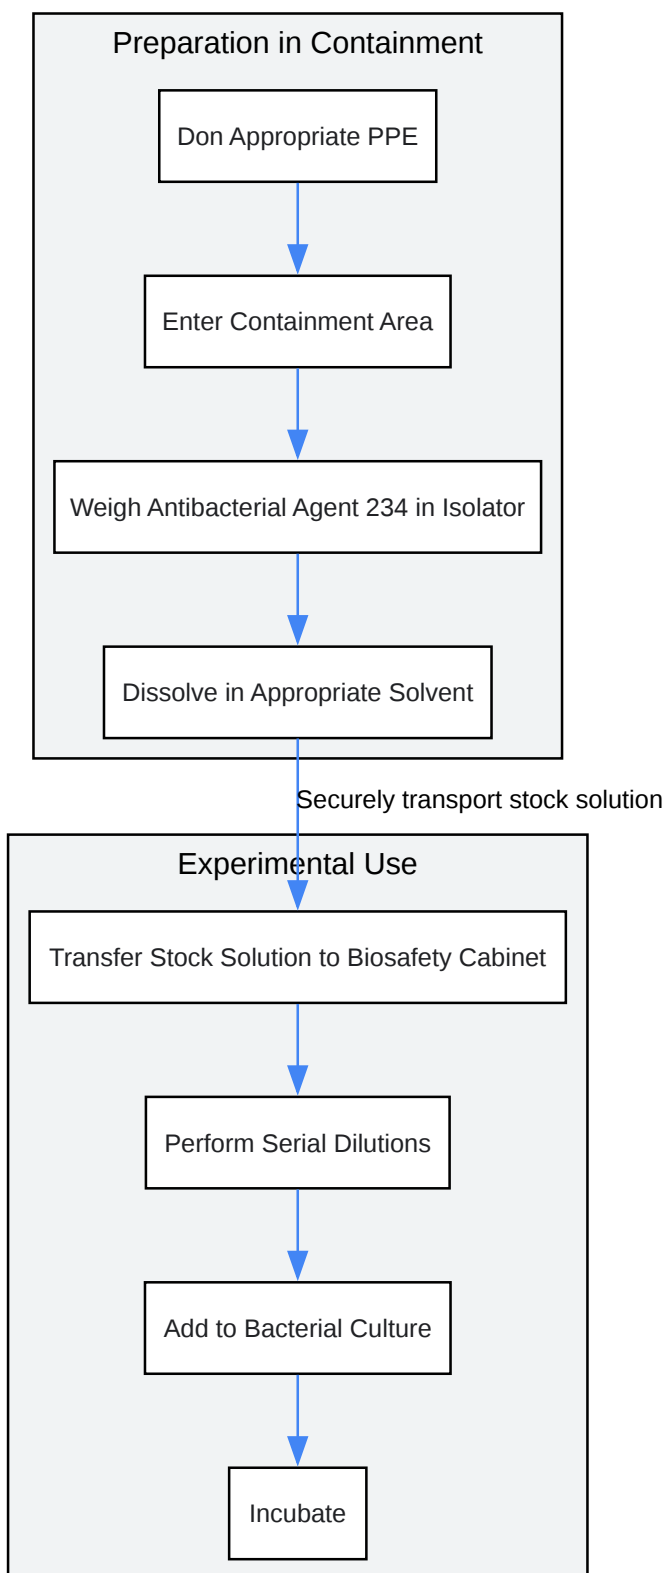 Preparation in Containment
Don Appropriate PPE
Enter Containment Area
Weigh Antibacterial Agent 234 in Isolator
Dissolve in Appropriate Solvent
Securely transport stock solution
Experimental Use
Transfer Stock Solution to Biosafety Cabinet
Perform Serial Dilutions
Add to Bacterial Culture
Incubate